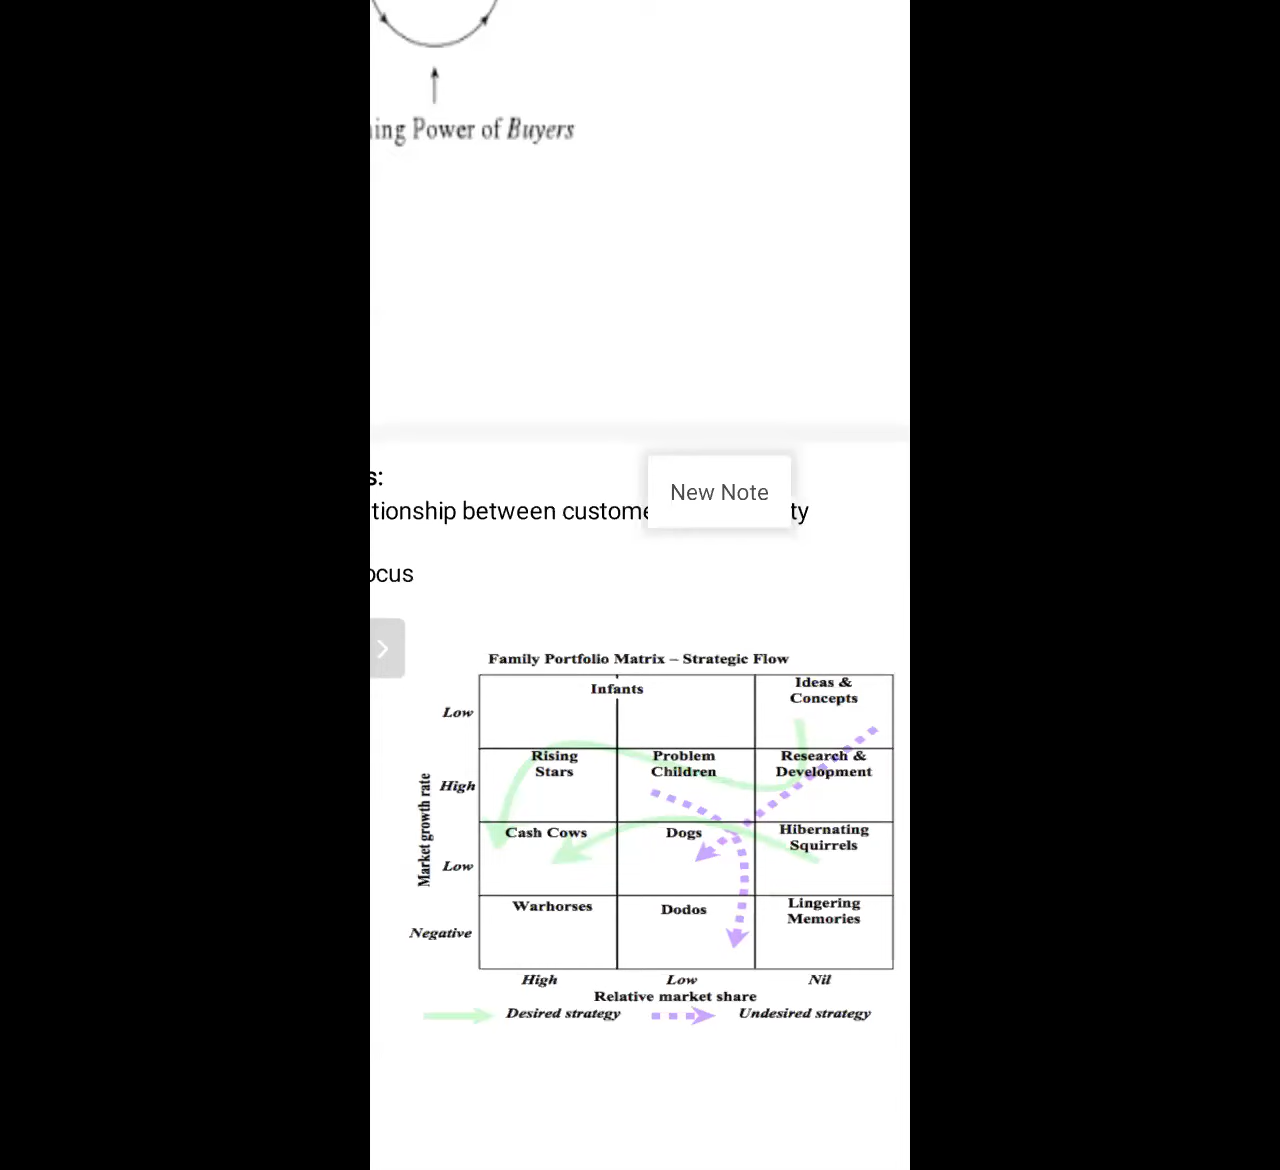 ing Power of Buyers
s:
tionship between custome
ty
New Note
ocus
Family Portfolio Matrix – Strategic Flow
Infants
Ideas &
Concepts
Low
Rising
Stars
Problem
Children
Research &
Development
High
Cash Cows
Dogs
Hibernating
Squirrels
Low
Warhorses
Dodos
Lingering
Memories
Negative
Market growth rate
High
Low
Nil
Relative market share
Desired strategy
Undesired strategy